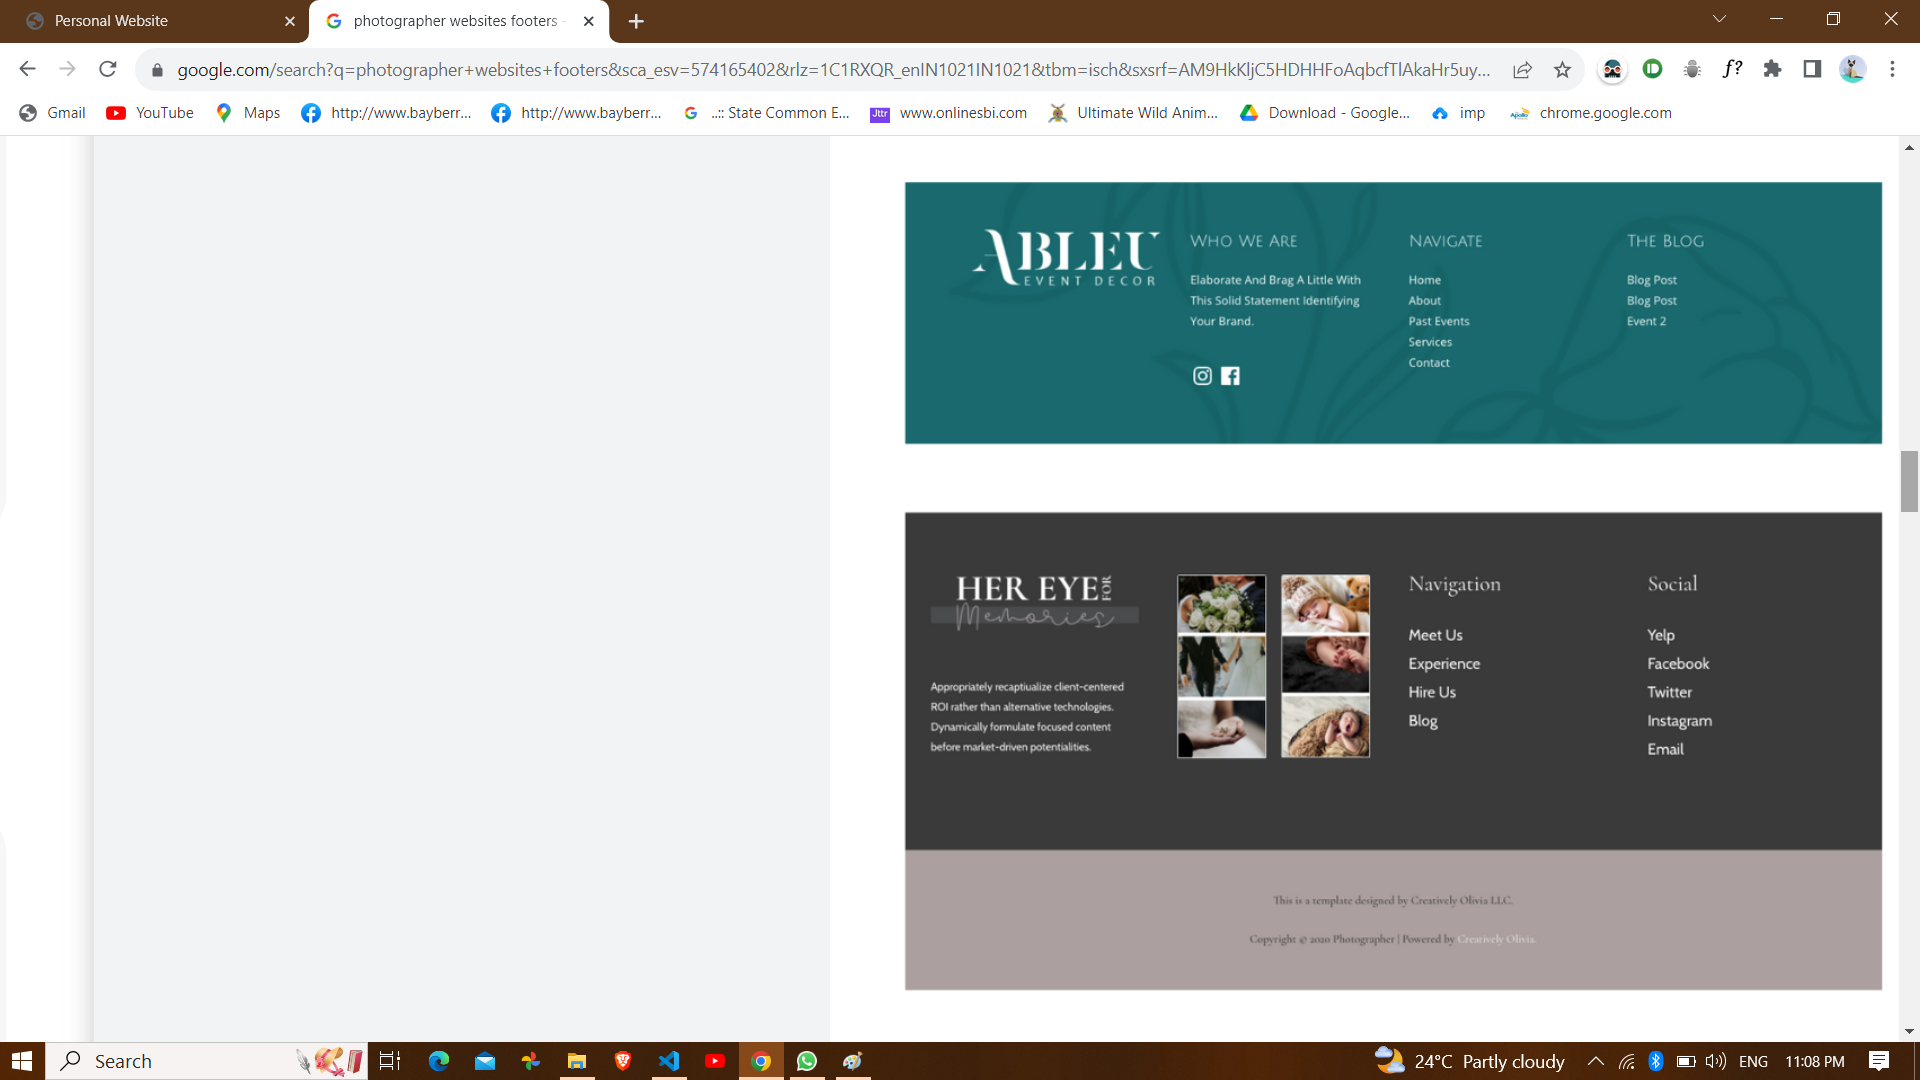 Personal Website
photographer websites footers -
google.com/search?q=photographer+websites+footers&sca_esv=574165402&rlz=1C1RXQR_enIN1021IN1021&tbm=isch&sxsrf=AM9HkKljC5HDHHFoAqbcfTlAkaHr5uy...
f?
Gmail
YouTube
Maps
http://www.bayberr...
http://www.bayberr...
..:: State Common E...
Jttr
www.onlinesbi.com
Ultimate Wild Anim...
Download - Google...
imp
chrome.google.com
ABLEU
EVENT DECOR
WHO WE ARE
Elaborate And Brag A Little With
This Solid Statement Identifying
Your Brand.
NAVIGATE
Home
About
Past Events
Services
Contact
THE BLOG
Blog Post
Blog Post
Event 2
HER EYE FOR
Memories
Appropriately recaptiualize client-centered
ROI rather than alternative technologies.
Dynamically formulate focused content
before market-driven potentialities.
Navigation
Meet Us
Experience
Hire Us
Blog
Social
Yelp
Facebook
Twitter
Instagram
Email
This is a template designed by Creatively Olivia LLC.
Copyright © 2020 Photographer | Powered by Creatively Olivia.
Search
24°C Partly cloudy
ENG
11:08 PM